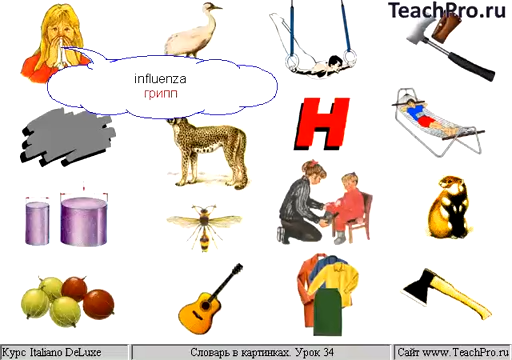 TeachPro.ru
influenza
грипп
H
Курс Italiano DeLuxe
Словарь в картинках. Урок 34
Сайт www.TeachPro.ru